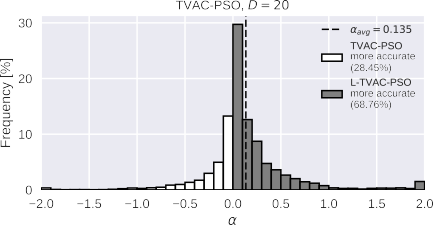 TVAC-PSO, D = 20
Frequency [%]
30
20
10
0
α_avg = 0.135
TVAC-PSO
more accurate
(28.45%)
L-TVAC-PSO
more accurate
(68.76%)
−2.0 −1.5 −1.0 −0.5 0.0 0.5 1.0 1.5 2.0
α